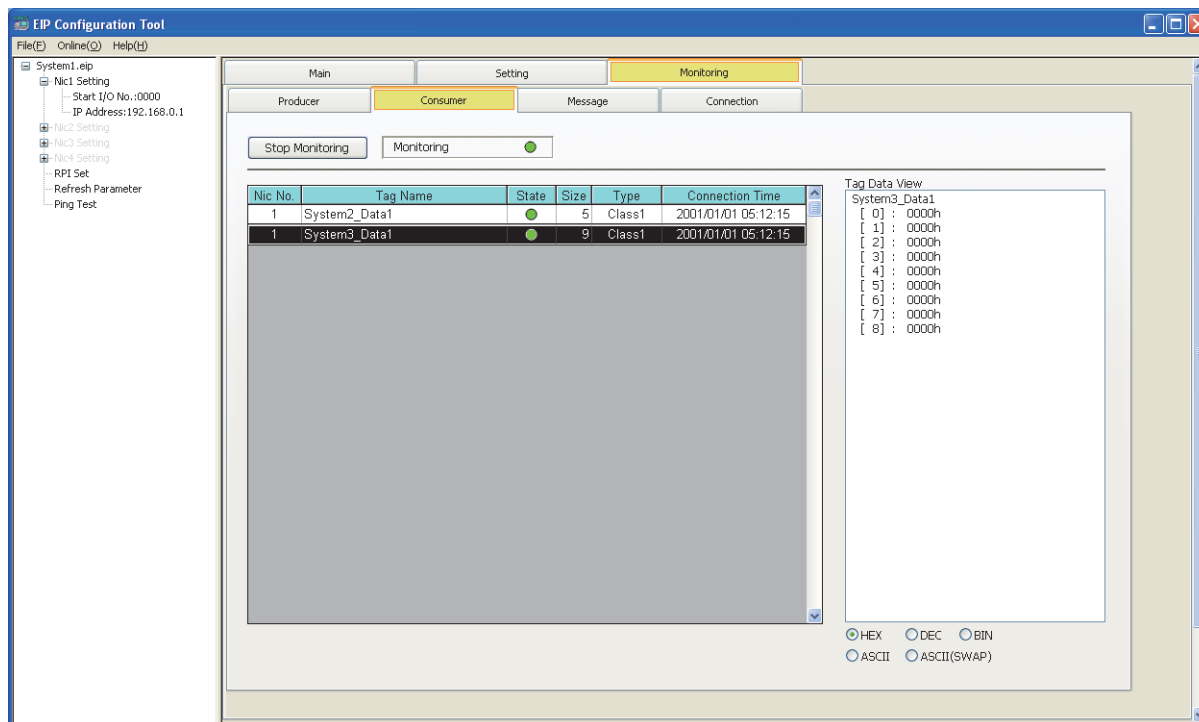 EIP Configuration Tool
File(F) Online(O) Help(H)
System1.eip
Nic1 Setting
Start I/O No.:0000
IP Address:192.168.0.1
Nic2 Setting
Nic3 Setting
Nic4 Setting
RPI Set
Refresh Parameter
Ping Test
Main Setting Monitoring
Producer Consumer Message Connection
Stop Monitoring Monitoring
Nic No. Tag Name State Size Type Connection Time
1 System2_Data1 5 Class1 2001/01/01 05:12:15
1 System3_Data1 9 Class1 2001/01/01 05:12:15
Tag Data View
System3_Data1
[ 0] : 0000h
[ 1] : 0000h
[ 2] : 0000h
[ 3] : 0000h
[ 4] : 0000h
[ 5] : 0000h
[ 6] : 0000h
[ 7] : 0000h
[ 8] : 0000h
HEX DEC BIN
ASCII ASCII(SWAP)